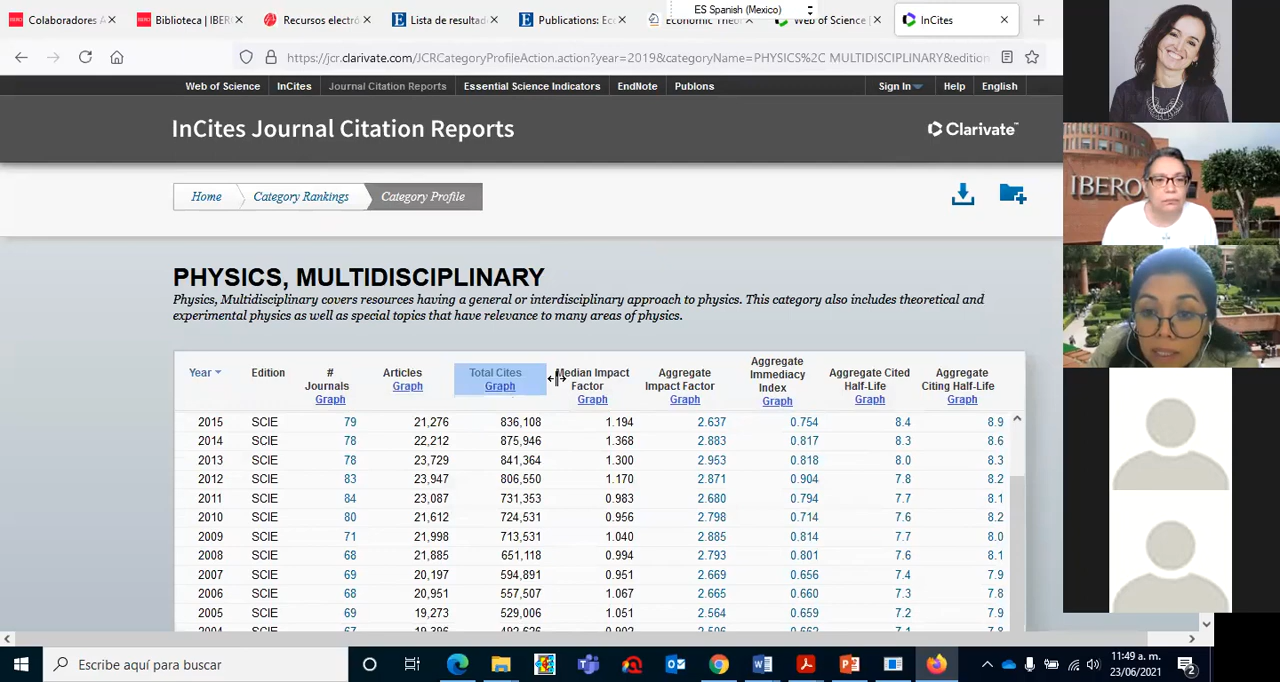 Colaboradores A
Biblioteca | IBER
Recursos electró
Lista de resulta
Publications: Ec
Economic Theo
Web of Science
InCites
ES Spanish (Mexico)
https://jcr.clarivate.com/JCRCategoryProfileAction.action?year=2019&categoryName=PHYSICS%2C MULTIDISCIPLINARY&edition
Web of Science InCites Journal Citation Reports Essential Science Indicators EndNote Publons Sign In Help English
InCites Journal Citation Reports
Clarivate™
Home Category Rankings Category Profile
PHYSICS, MULTIDISCIPLINARY
Physics, Multidisciplinary covers resources having a general or interdisciplinary approach to physics. This category also includes theoretical and
experimental physics as well as special topics that have relevance to many areas of physics.
Year Edition # Journals Graph Articles Graph Total Cites Graph Median Impact Factor Graph Aggregate Impact Factor Graph Aggregate Immediacy Index Graph Aggregate Cited Half-Life Graph Aggregate Citing Half-Life Graph
2015 SCIE 79 21,276 836,108 1.194 2.637 0.754 8.4 8.9
2014 SCIE 78 22,212 875,946 1.368 2.883 0.817 8.3 8.6
2013 SCIE 78 23,729 841,364 1.300 2.953 0.818 8.0 8.3
2012 SCIE 83 23,947 806,550 1.170 2.871 0.904 7.8 8.2
2011 SCIE 84 23,087 731,353 0.983 2.680 0.794 7.7 8.1
2010 SCIE 80 21,612 724,531 0.956 2.798 0.714 7.6 8.2
2009 SCIE 71 21,998 713,531 1.040 2.885 0.814 7.7 8.0
2008 SCIE 68 21,885 651,118 0.994 2.793 0.801 7.6 8.1
2007 SCIE 69 20,197 594,891 0.951 2.669 0.656 7.4 7.9
2006 SCIE 68 20,951 557,507 1.067 2.665 0.660 7.3 7.8
2005 SCIE 69 19,273 529,006 1.051 2.564 0.659 7.2 7.9
IBERO
Escribe aquí para buscar
11:49 a. m.
23/06/2021
2